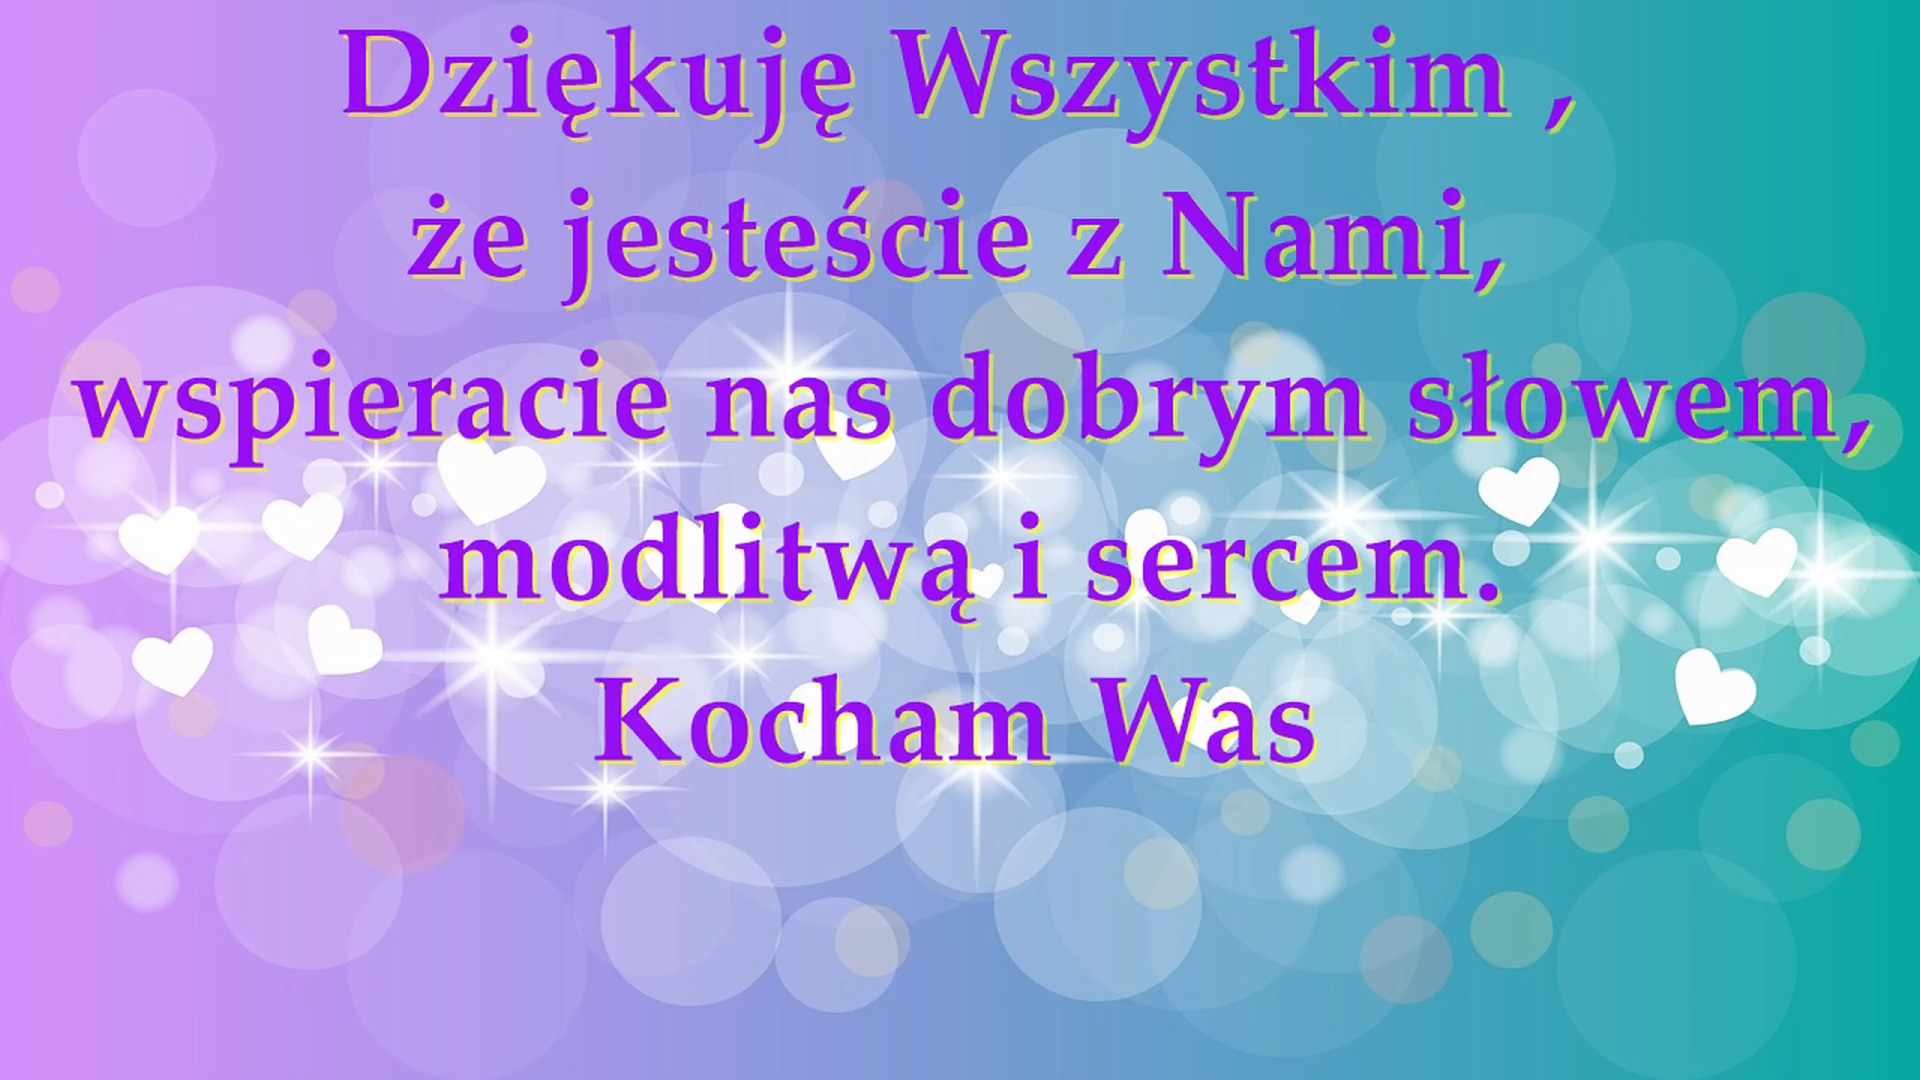 Dziękuję Wszystkim ,
że jesteście z Nami,
wspieracie nas dobrym słowem,
modlitwą i sercem.
Kocham Was